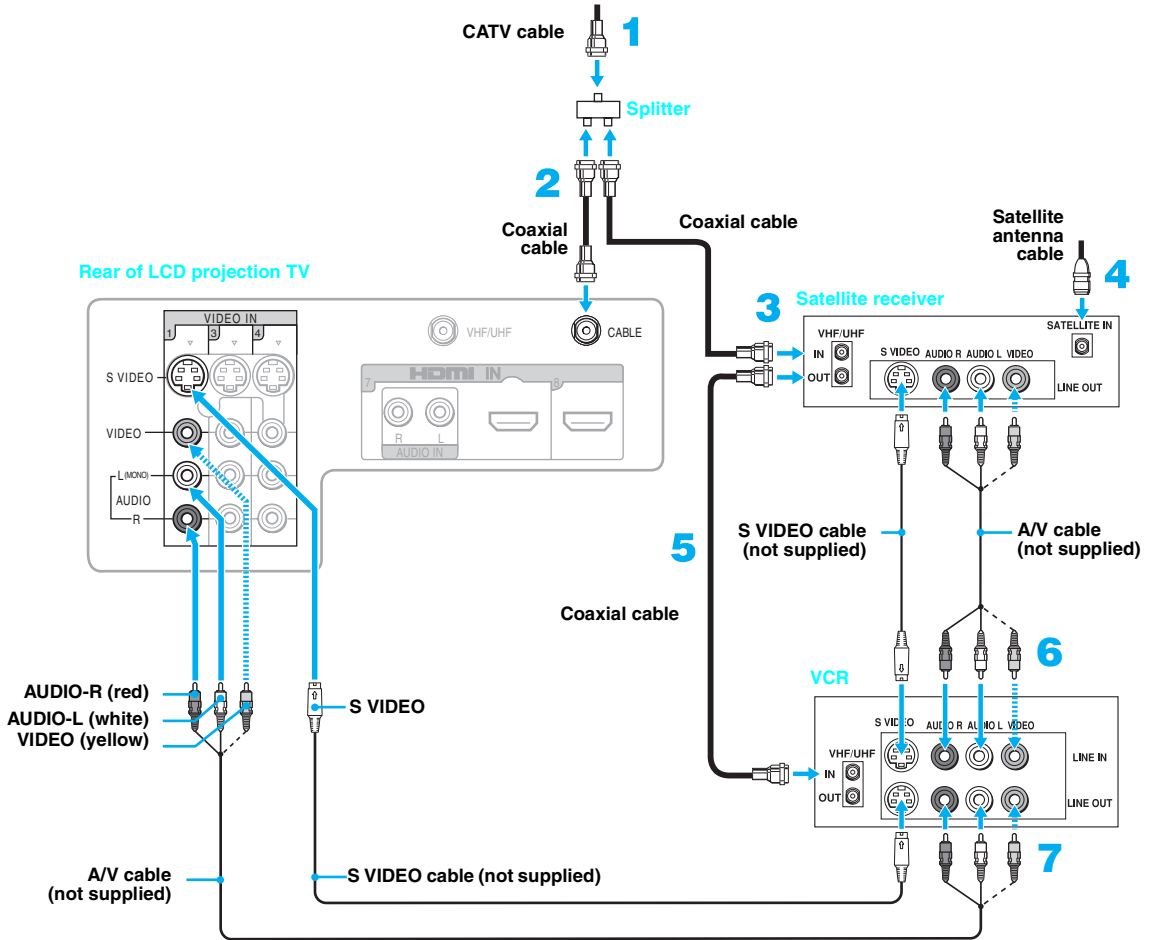 CATV cable
1
Splitter
2
Coaxial
cable
Coaxial cable
Satellite
antenna
cable
4
Rear of LCD projection TV
3
Satellite receiver
VIDEO IN
1
3
4
S VIDEO
VIDEO
L(MONO)
AUDIO
R
VHF/UHF
CABLE
7
HDMI IN
8
R
L
AUDIO IN
VHF/UHF
IN
OUT
S VIDEO
AUDIO R
AUDIO L
VIDEO
SATELLITE IN
LINE OUT
5
S VIDEO cable
(not supplied)
A/V cable
(not supplied)
Coaxial cable
6
VCR
AUDIO-R (red)
AUDIO-L (white)
VIDEO (yellow)
S VIDEO
S VIDEO
AUDIO R
AUDIO L
VIDEO
VHF/UHF
IN
OUT
LINE IN
LINE OUT
7
A/V cable
(not supplied)
S VIDEO cable (not supplied)